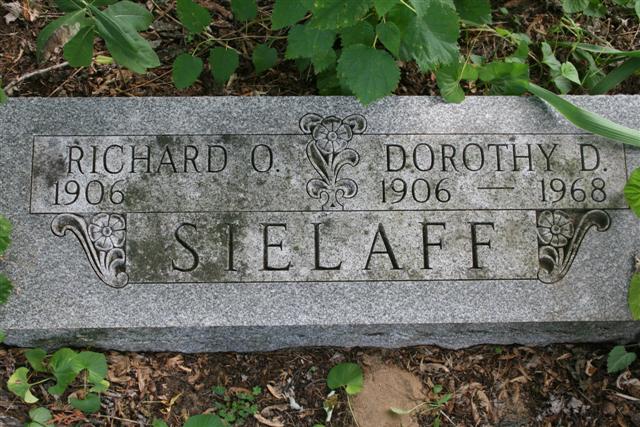 RICHARD O. DOROTHY D.
1906 1906 — 1968
SIELAFF